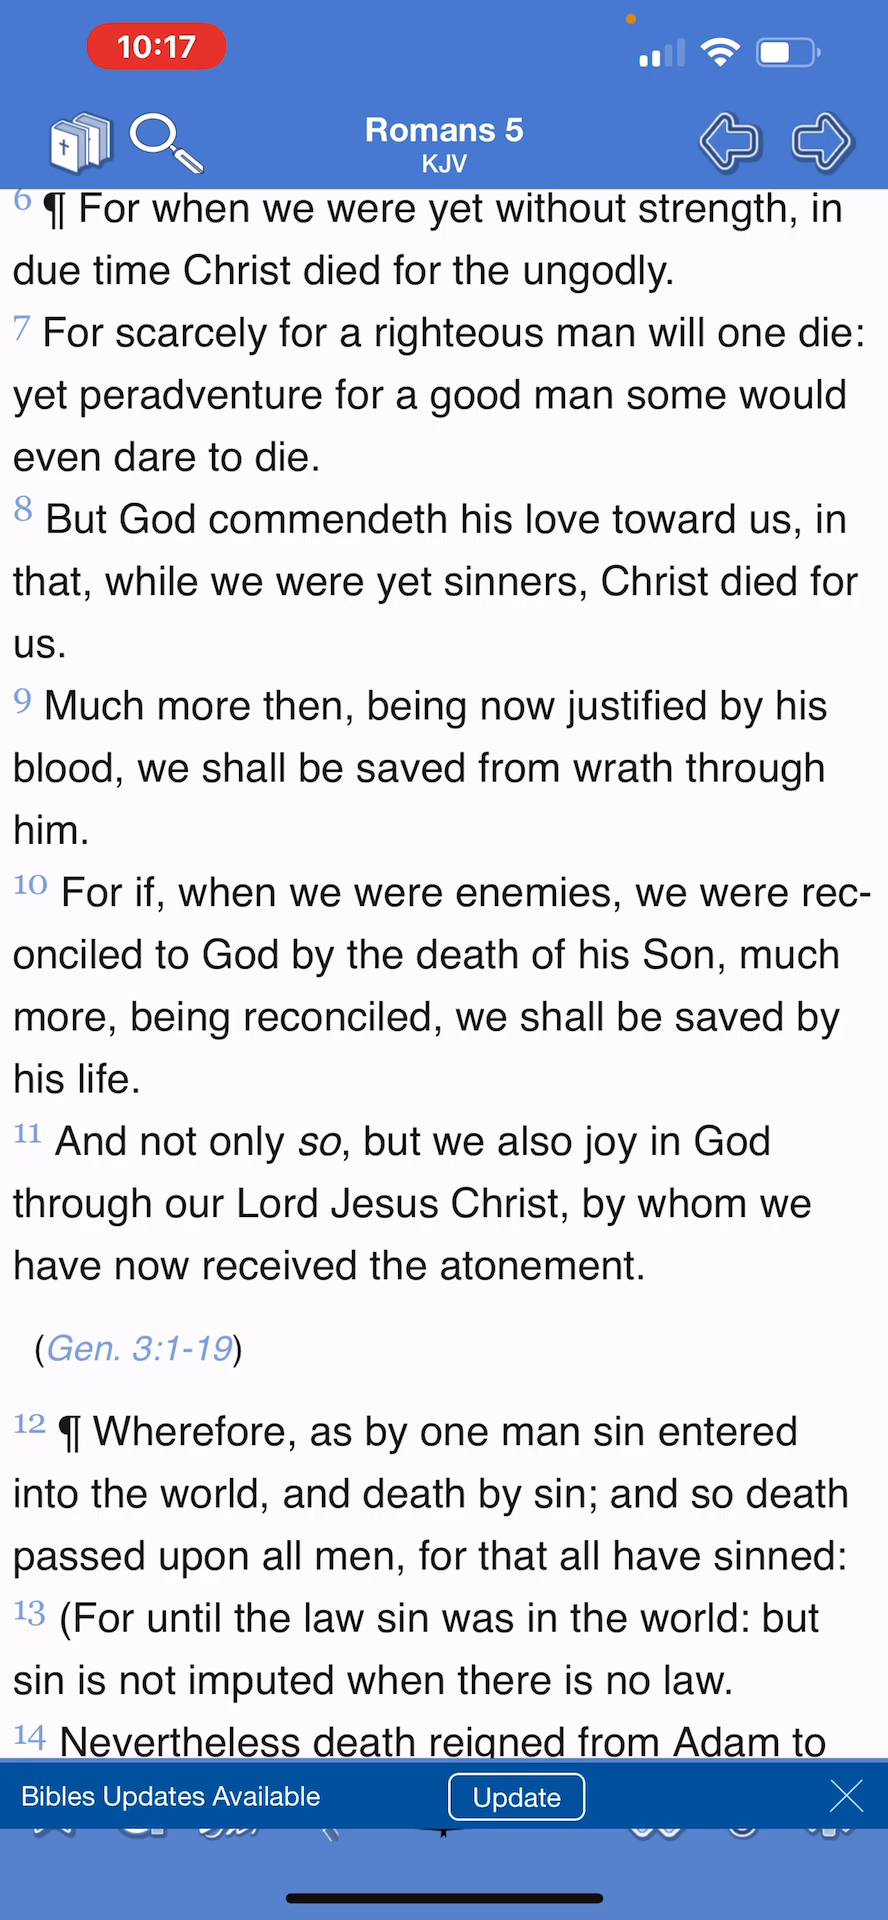 10:17
Romans 5
KJV
6 ¶ For when we were yet without strength, in
due time Christ died for the ungodly.
7 For scarcely for a righteous man will one die:
yet peradventure for a good man some would
even dare to die.
8 But God commendeth his love toward us, in
that, while we were yet sinners, Christ died for
us.
9 Much more then, being now justified by his
blood, we shall be saved from wrath through
him.
10 For if, when we were enemies, we were rec-
onciled to God by the death of his Son, much
more, being reconciled, we shall be saved by
his life.
11 And not only so, but we also joy in God
through our Lord Jesus Christ, by whom we
have now received the atonement.
(Gen. 3:1-19)
12 ¶ Wherefore, as by one man sin entered
into the world, and death by sin; and so death
passed upon all men, for that all have sinned:
13 (For until the law sin was in the world: but
sin is not imputed when there is no law.
14 Nevertheless death reigned from Adam to
Bibles Updates Available
Update